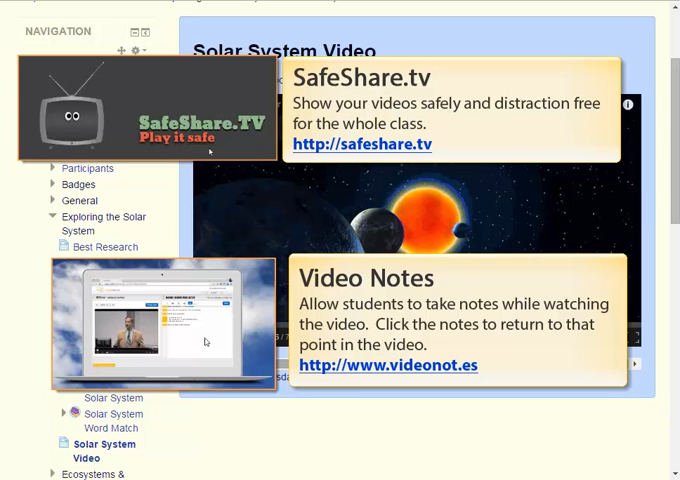 NAVIGATION
Solar System Video
SafeShare.TV
Play it safe
SafeShare.tv
Show your videos safely and distraction free
for the whole class.
http://safeshare.tv
Participants
Badges
General
Exploring the Solar
System
Best Research
Video Notes
Allow students to take notes while watching
the video. Click the notes to return to that
point in the video.
http://www.videonot.es
System
Solar System
Word Match
Solar System
Video
Ecosystems &